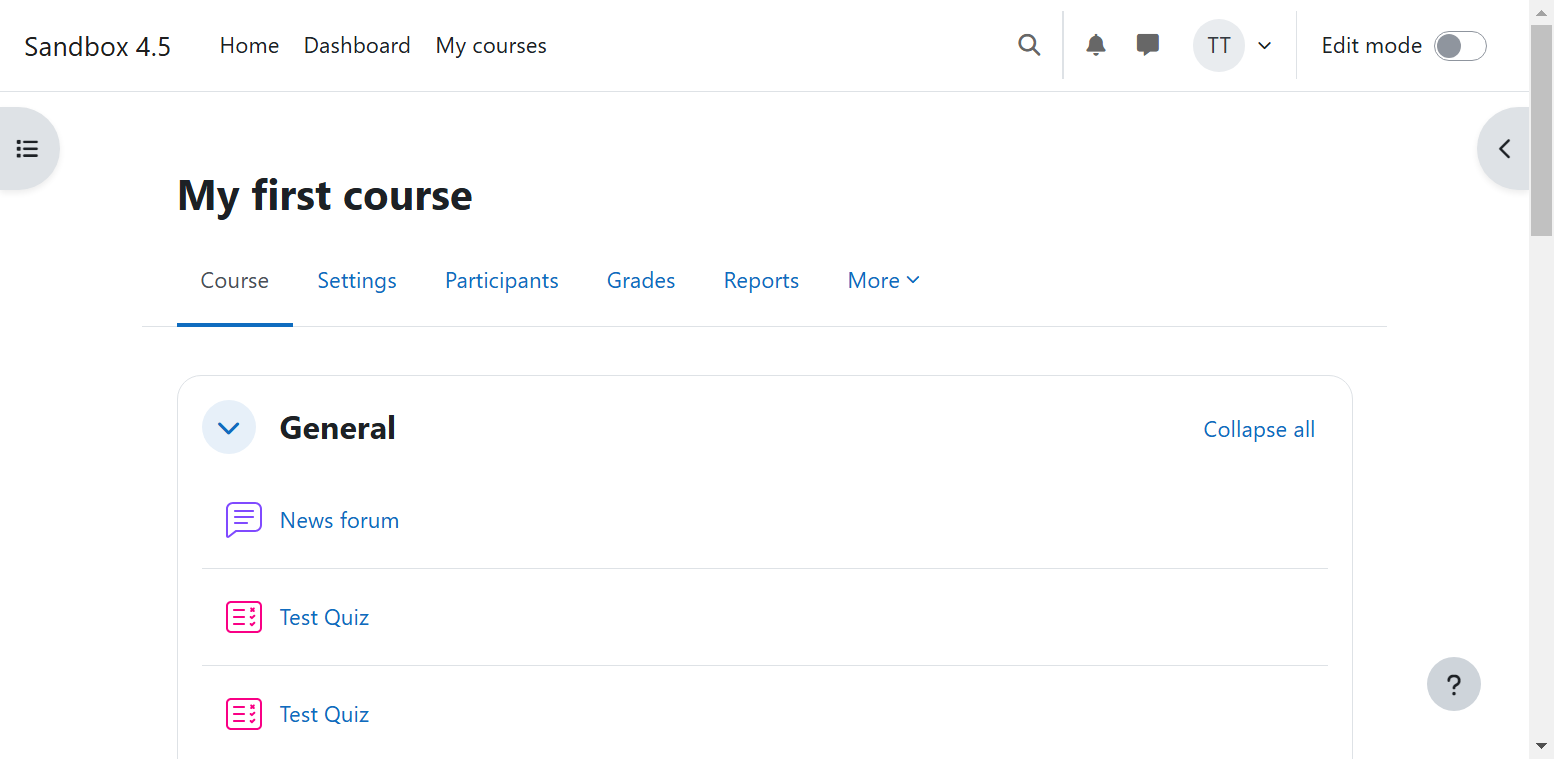 Sandbox 4.5 Home Dashboard My courses TT Edit mode
My first course
Course Settings Participants Grades Reports More
General Collapse all
News forum
Test Quiz
?
Test Quiz